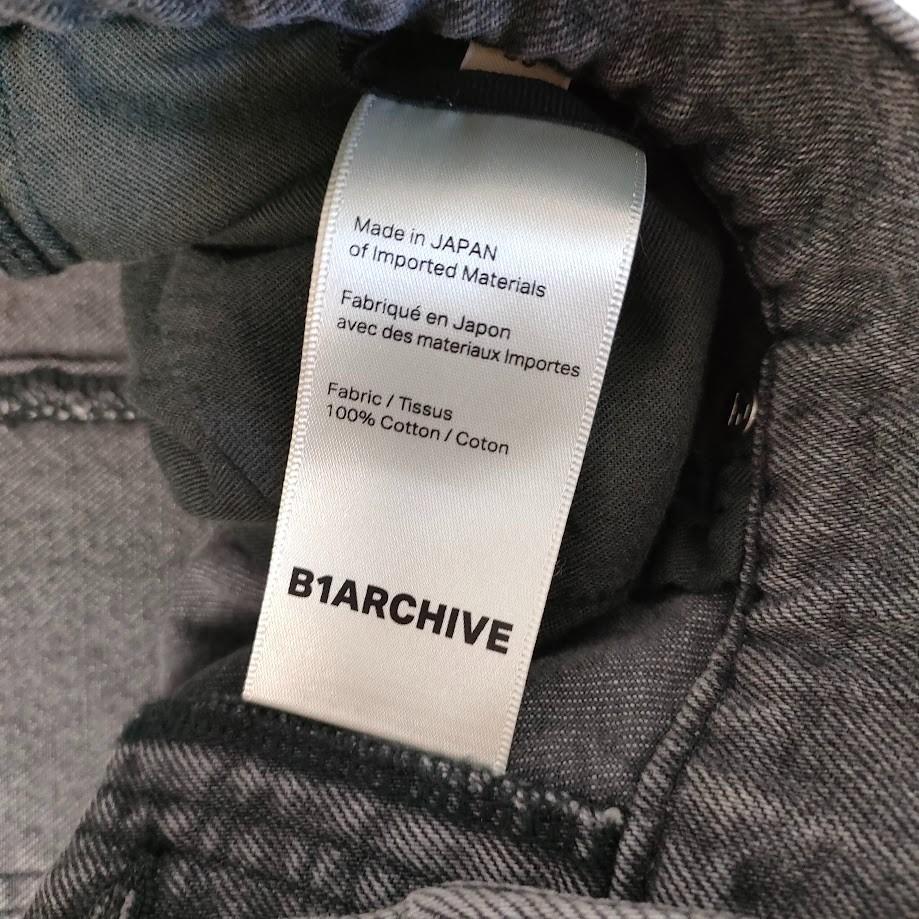 Made in JAPAN
of Imported Materials
Fabriqué en Japon
avec des materiaux Importes
Fabric / Tissus
100% Cotton / Coton
B1ARCHIVE